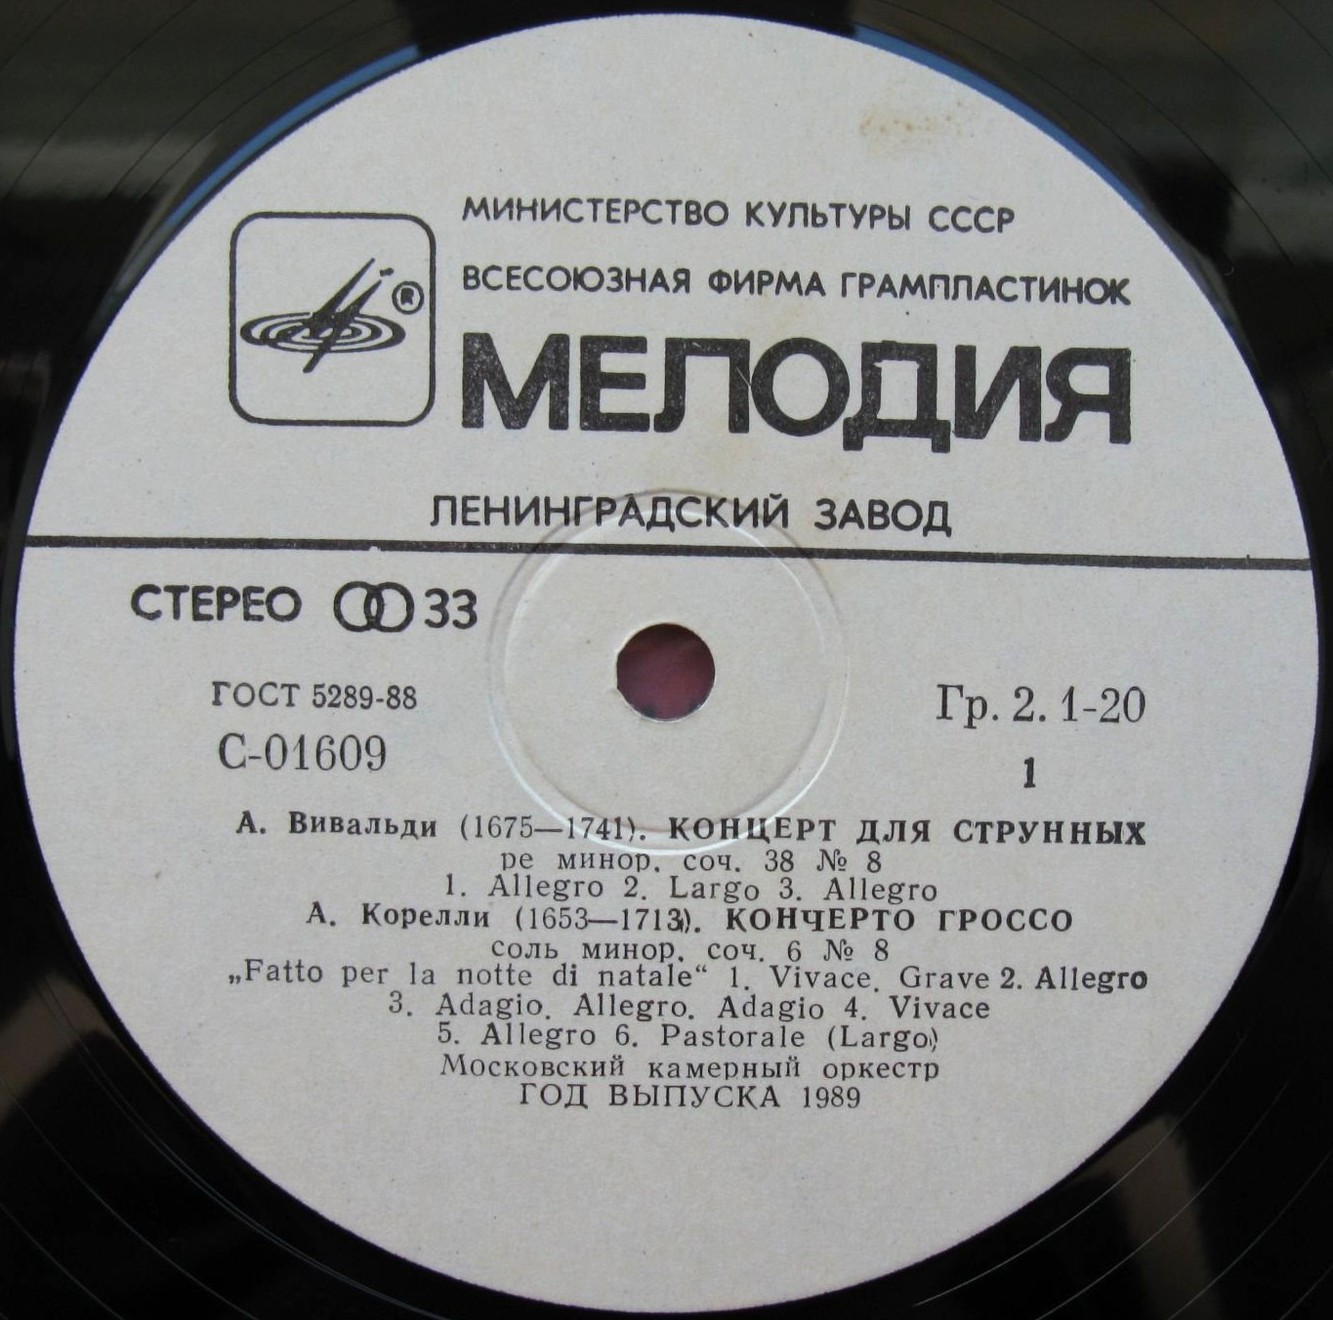 МИНИСТЕРСТВО КУЛЬТУРЫ СССР
ВСЕСОЮЗНАЯ ФИРМА ГРАМПЛАСТИНОК
®
МЕЛОДИЯ
ЛЕНИНГРАДСКИЙ ЗАВОД
СТЕРЕО 33
ГОСТ 5289-88
Гр. 2. 1-20
С-01609
1
А. Вивальди (1675—1741). КОНЦЕРТ ДЛЯ СТРУННЫХ
ре минор, соч. 38 № 8
1. Allegro 2. Largo 3. Allegro
А. Корелли (1653—1713). КОНЧЕРТО ГРОССО
соль минор, соч. 6 № 8
„Fatto per la notte di natale“ 1. Vivace, Grave 2. Allegro
3. Adagio, Allegro, Adagio 4. Vivace
5. Allegro 6. Pastorale (Largo)
Московский камерный оркестр
ГОД ВЫПУСКА 1989